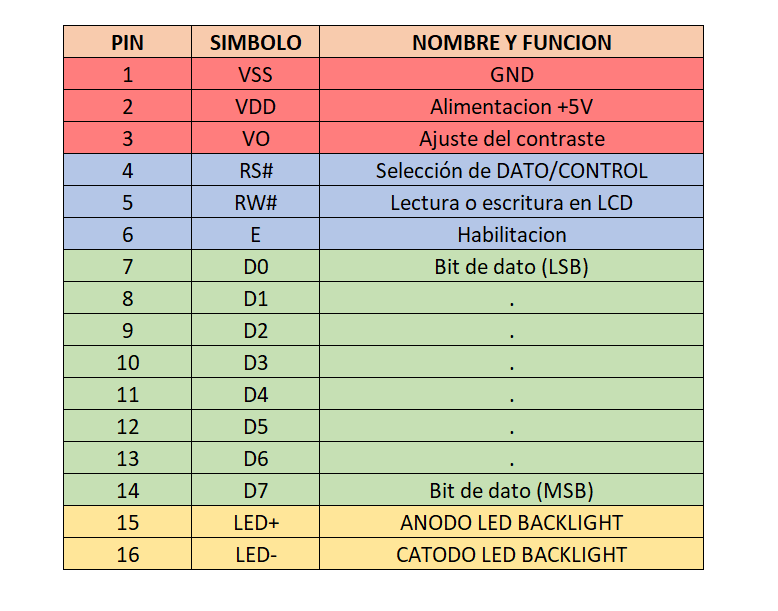 PIN SIMBOLO NOMBRE Y FUNCION
1 VSS GND
2 VDD Alimentacion +5V
3 VO Ajuste del contraste
4 RS# Selección de DATO/CONTROL
5 RW# Lectura o escritura en LCD
6 E Habilitacion
7 D0 Bit de dato (LSB)
8 D1 .
9 D2 .
10 D3 .
11 D4 .
12 D5 .
13 D6 .
14 D7 Bit de dato (MSB)
15 LED+ ANODO LED BACKLIGHT
16 LED- CATODO LED BACKLIGHT